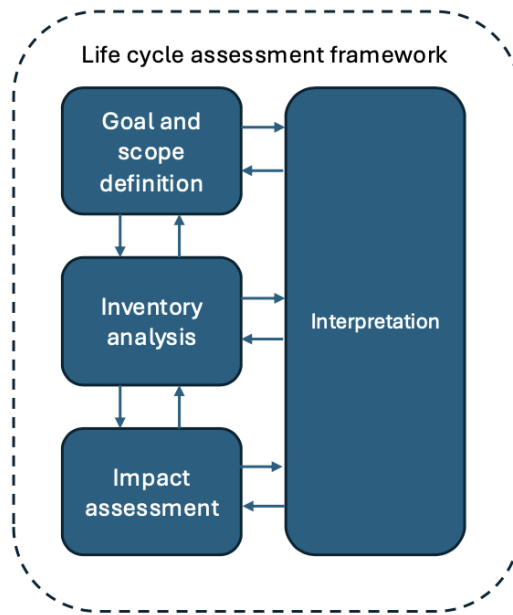 Life cycle assessment framework
Goal and
scope
definition
Inventory
analysis
Interpretation
Impact
assessment